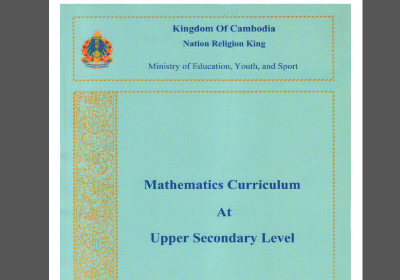 Kingdom Of Cambodia
Nation Religion King
Ministry of Education, Youth, and Sport
Mathematics Curriculum
At
Upper Secondary Level